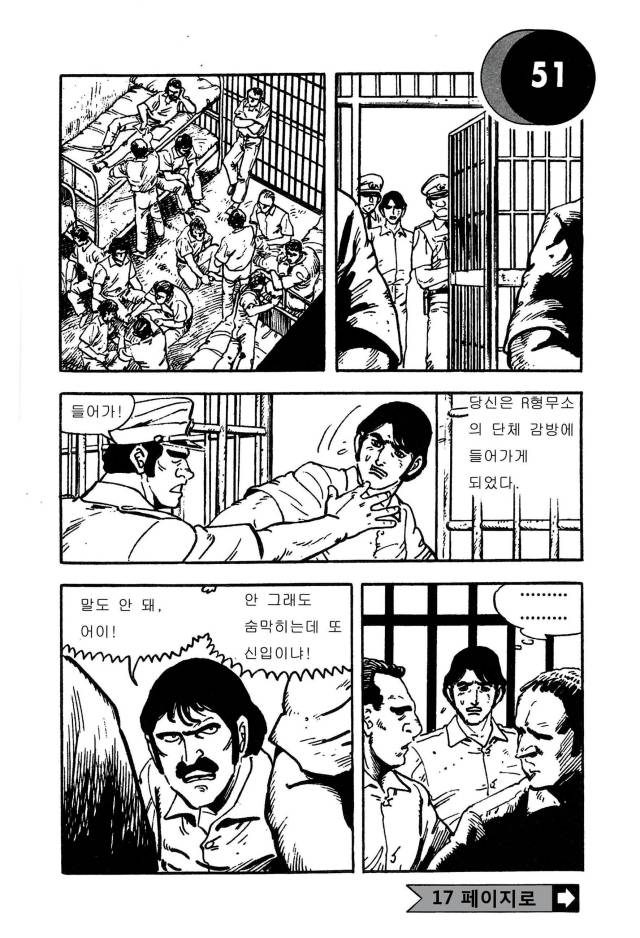 51
들어가!
당신은 R형무소
의 단체 감방에
들어가게
되었다.
말도 안 돼,
어이!
안 그래도
숨막히는데 또
신입이냐!
………
………
17 페이지로